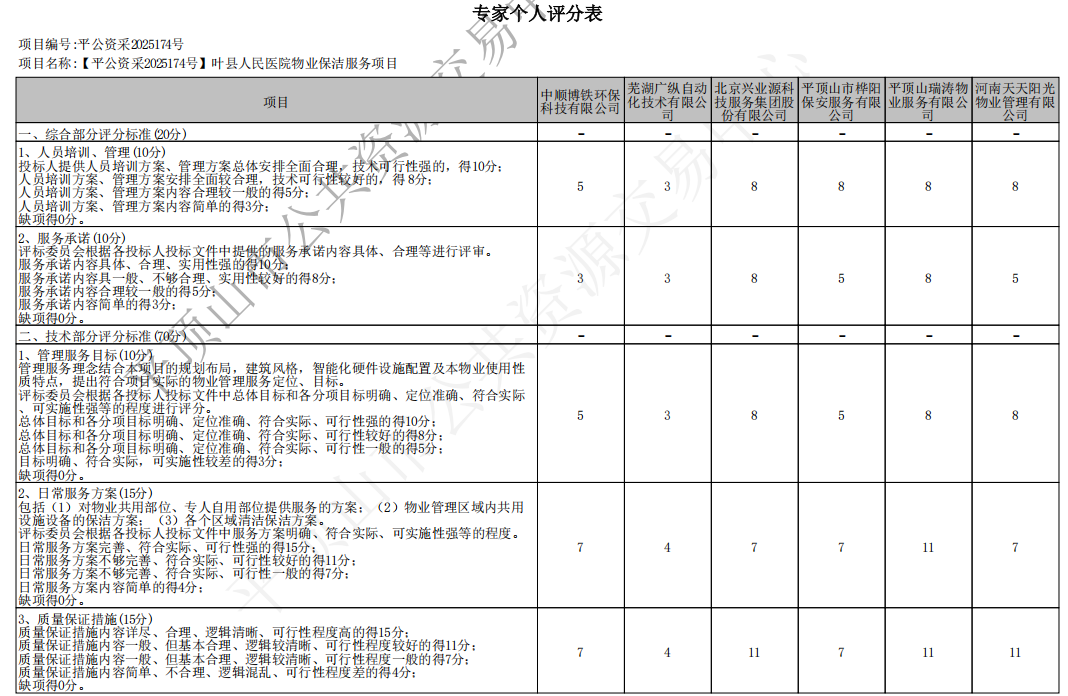 专家个人评分表
项目编号:平公资采2025174号
项目名称:【平公资采2025174号】叶县人民医院物业保洁服务项目
项目 中顺博铁环保科技有限公司 芜湖广纵自动化技术有限公司 北京兴业源科技服务集团股份有限公司 平顶山市桦阳保安服务有限公司 平顶山瑞涛物业服务有限公司 河南天天阳光物业管理有限公司
一、综合部分评分标准(20分) - - - - - -
1、人员培训、管理(10分)
投标人提供人员培训方案、管理方案总体安排全面合理，技术可行性强的，得10分；
人员培训方案、管理方案安排全面较合理，技术可行性较好的，得 8分；
人员培训方案、管理方案内容合理较一般的得5分；
人员培训方案、管理方案内容简单的得3分；
缺项得0分。
5 3 8 8 8 8
2、服务承诺(10分)
评标委员会根据各投标人投标文件中提供的服务承诺内容具体、合理等进行评审。
服务承诺内容具体、合理、实用性强的得10分；
服务承诺内容具一般、不够合理、实用性较好的得8分；
服务承诺内容合理较一般的得5分；
服务承诺内容简单的得3分；
缺项得0分。
3 3 8 5 8 5
二、技术部分评分标准(70分) - - - - - -
1、管理服务目标(10分)
管理服务理念结合本项目的规划布局，建筑风格，智能化硬件设施配置及本物业使用性
质特点，提出符合项目实际的物业管理服务定位、目标。
评标委员会根据各投标人投标文件中总体目标和各分项目标明确、定位准确、符合实际
、可实施性强等的程度进行评分。
总体目标和各分项目标明确、定位准确、符合实际、可行性强的得10分；
总体目标和各分项目标明确、定位准确、符合实际、可行性较好的得8分；
总体目标和各分项目标明确、定位准确、符合实际、可行性一般的得5分；
目标明确、符合实际，可实施性较差的得3分；
缺项得0分。
5 3 8 5 8 8
2、日常服务方案(15分)
包括（1）对物业共用部位、专人自用部位提供服务的方案；（2）物业管理区域内共用
设施设备的保洁方案；（3）各个区域清洁保洁方案。
评标委员会根据各投标人投标文件中服务方案明确、符合实际、可实施性强等的程度。
日常服务方案完善、符合实际、可行性强的得15分；
日常服务方案不够完善、符合实际、可行性较好的得11分；
日常服务方案不够完善、符合实际、可行性一般的得7分；
日常服务方案内容简单的得4分；
缺项得0分。
7 4 7 7 11 7
3、质量保证措施(15分)
质量保证措施内容详尽、合理、逻辑清晰、可行性程度高的得15分；
质量保证措施内容一般、但基本合理、逻辑较清晰、可行性程度较好的得11分；
质量保证措施内容一般、但基本合理、逻辑较清晰、可行性程度一般的得7分；
质量保证措施内容简单、不合理、逻辑混乱、可行性程度差的得4分；
缺项得0分。
7 4 11 7 11 11
平顶山市公共资源交易中心
平顶山市公共资源交易中心